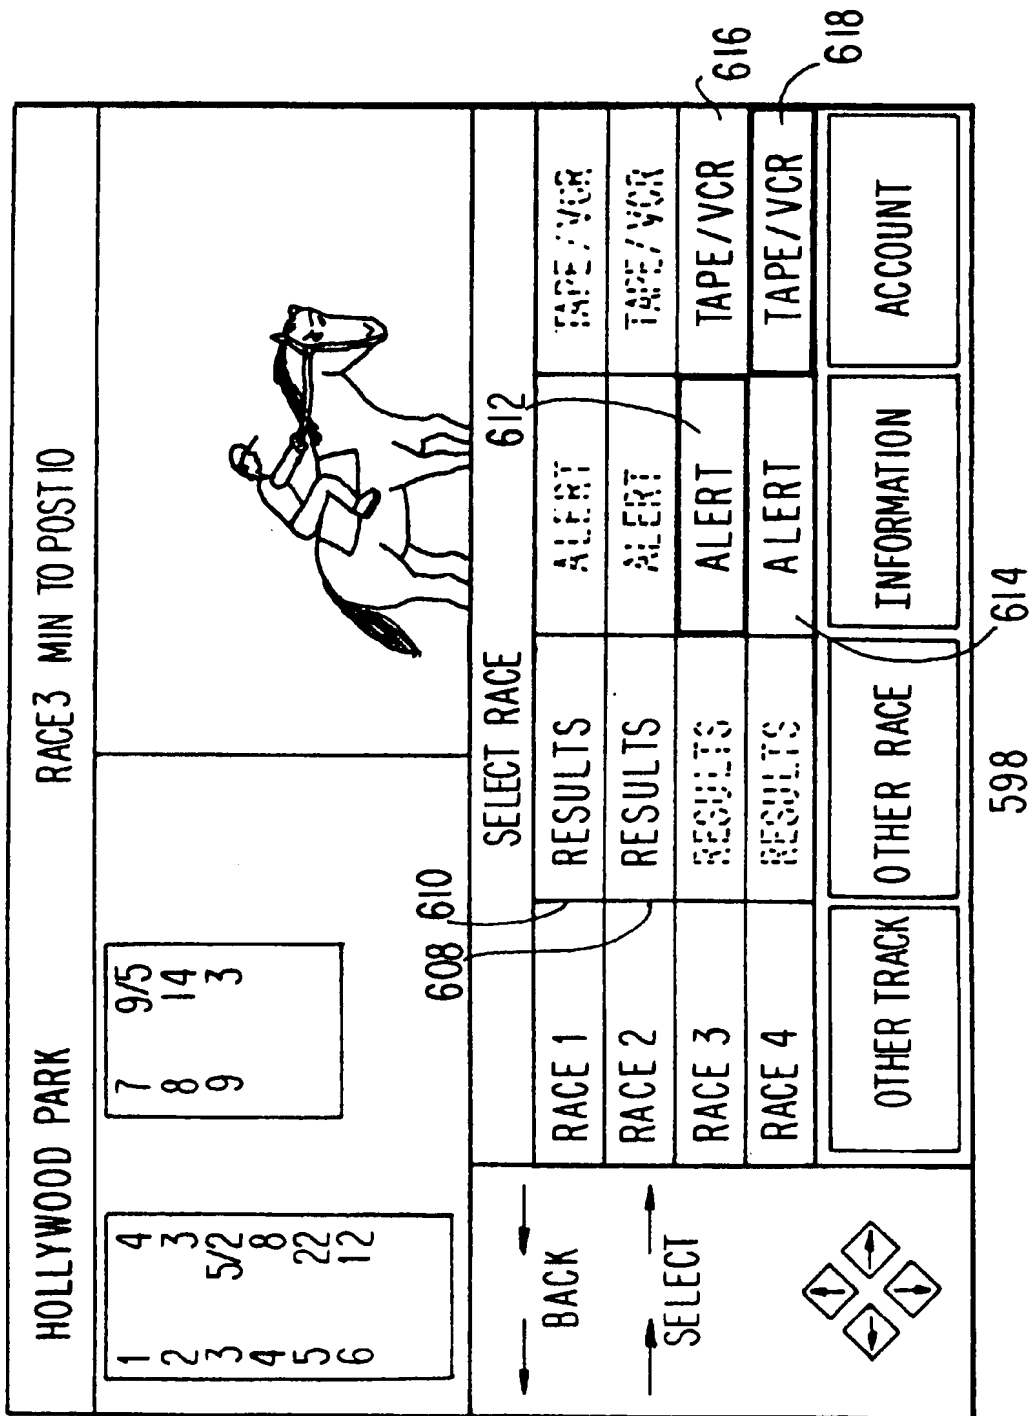 HOLLYWOOD PARK RACE3 MIN TO POST 10
1 4
2 3
3 5/2
4 8
5 22
6 12
7 9/5
8 14
9 3
BACK
SELECT
608
610
612
SELECT RACE
RACE 1 RESULTS ALERT TAPE/VCR
RACE 2 RESULTS ALERT TAPE/VCR
RACE 3 RESULTS ALERT TAPE/VCR
RACE 4 RESULTS ALERT TAPE/VCR
616
618
OTHER TRACK OTHER RACE INFORMATION ACCOUNT
614
598